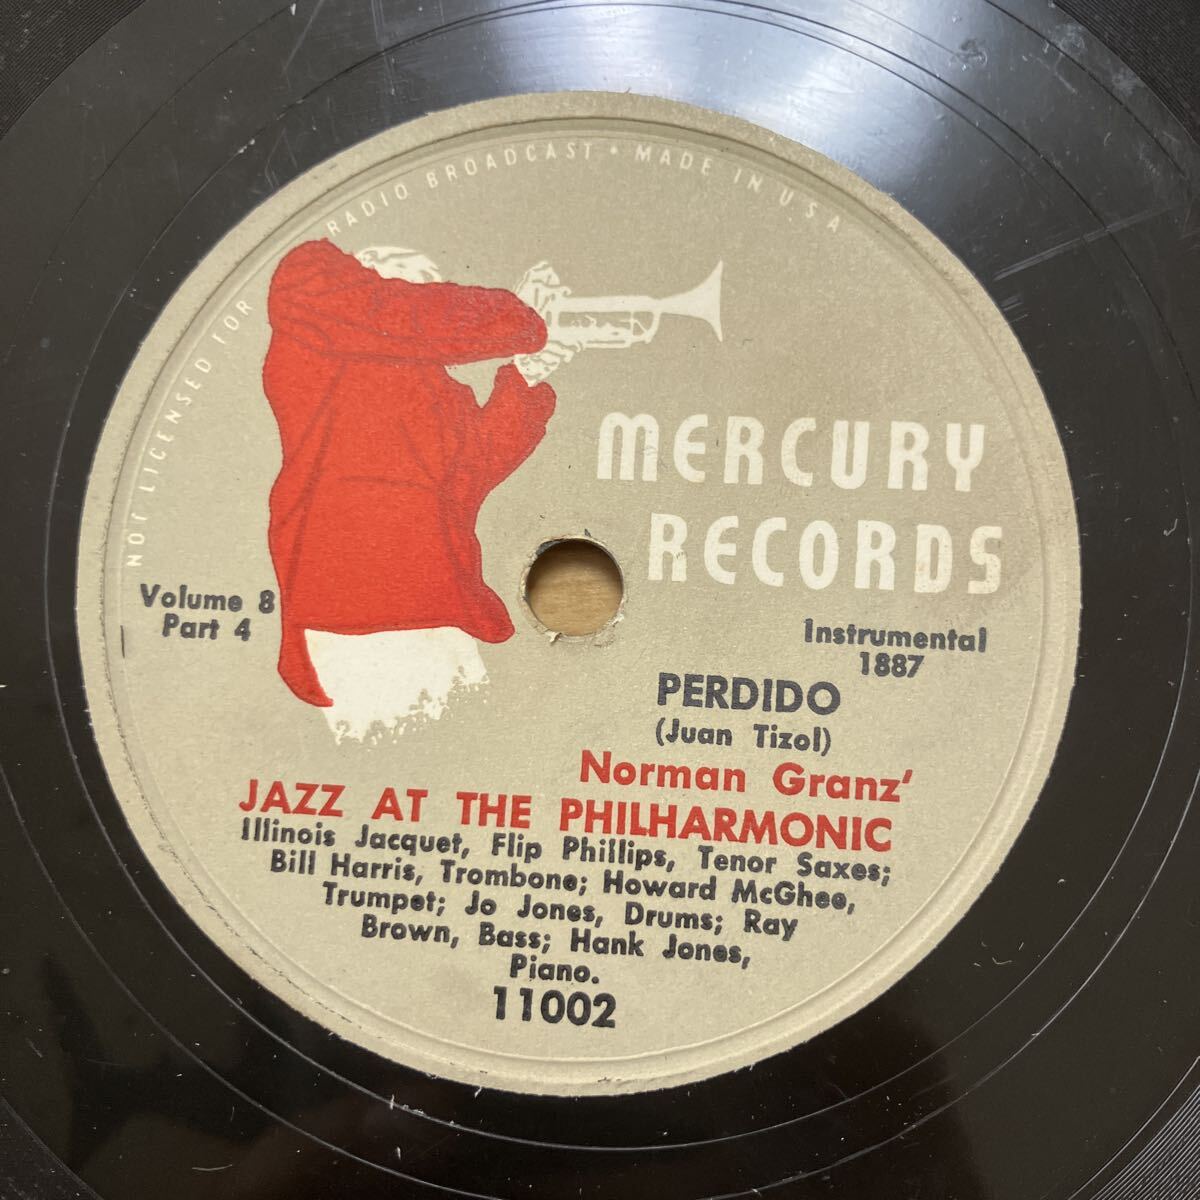 NOT LICENSED FOR RADIO BROADCAST • MADE IN U.S.A
MERCURY
RECORDS
Volume 8
Part 4
Instrumental
1887
PERDIDO
(Juan Tizol)
Norman Granz'
JAZZ AT THE PHILHARMONIC
Illinois Jacquet, Flip Phillips, Tenor Saxes;
Bill Harris, Trombone; Howard McGhee,
Trumpet; Jo Jones, Drums; Ray
Brown, Bass; Hank Jones,
Piano.
11002